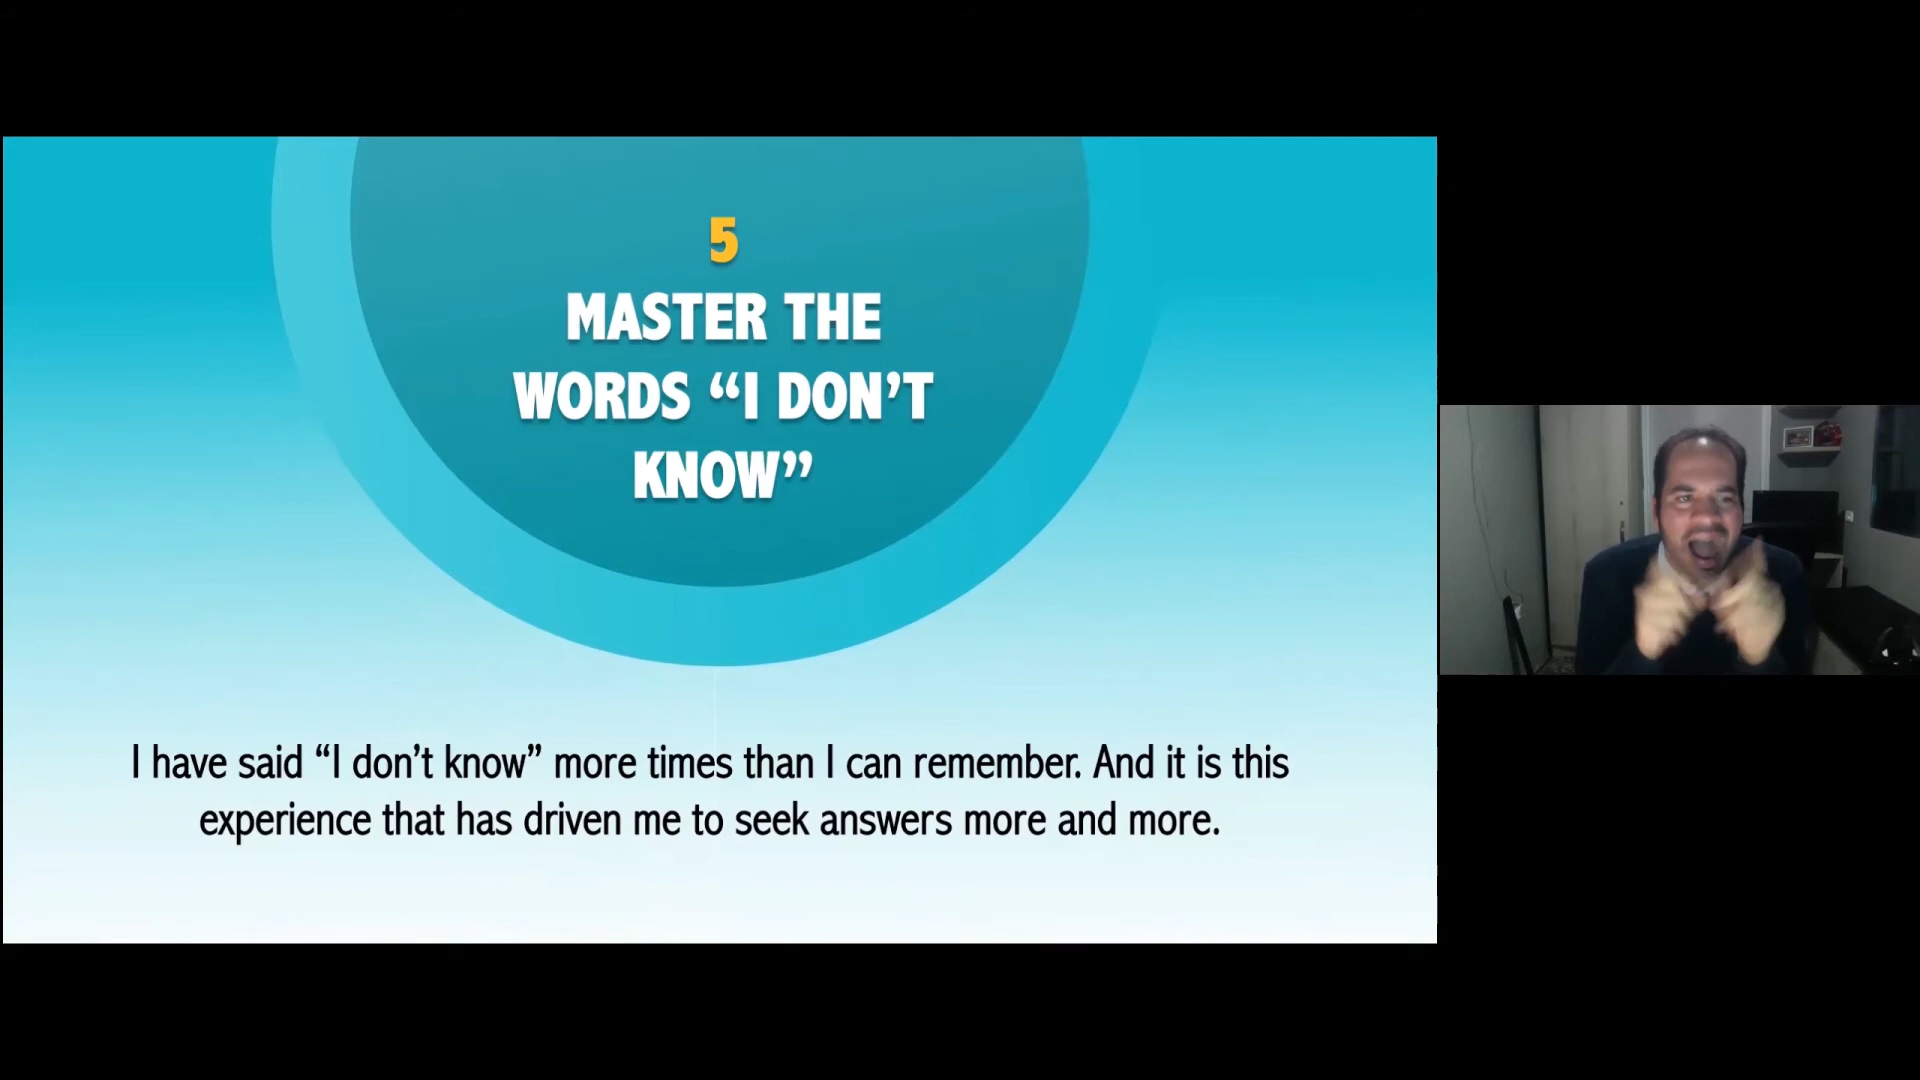 5
MASTER THE
WORDS “I DON’T
KNOW”
I have said “I don’t know” more times than I can remember. And it is this
experience that has driven me to seek answers more and more.